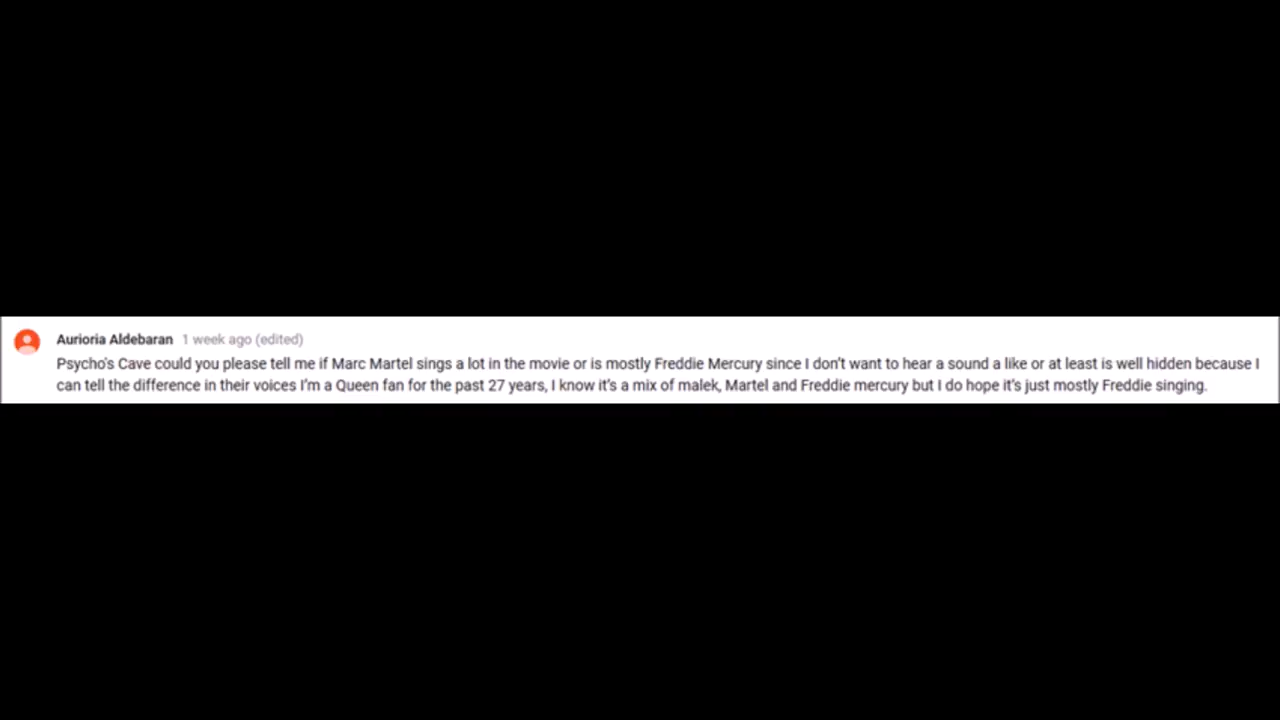 Aurioria Aldebaran 1 week ago (edited)
Psycho's Cave could you please tell me if Marc Martel sings a lot in the movie or is mostly Freddie Mercury since I don't want to hear a sound a like or at least is well hidden because I
can tell the difference in their voices I'm a Queen fan for the past 27 years, I know it's a mix of malek, Martel and Freddie mercury but I do hope it's just mostly Freddie singing.